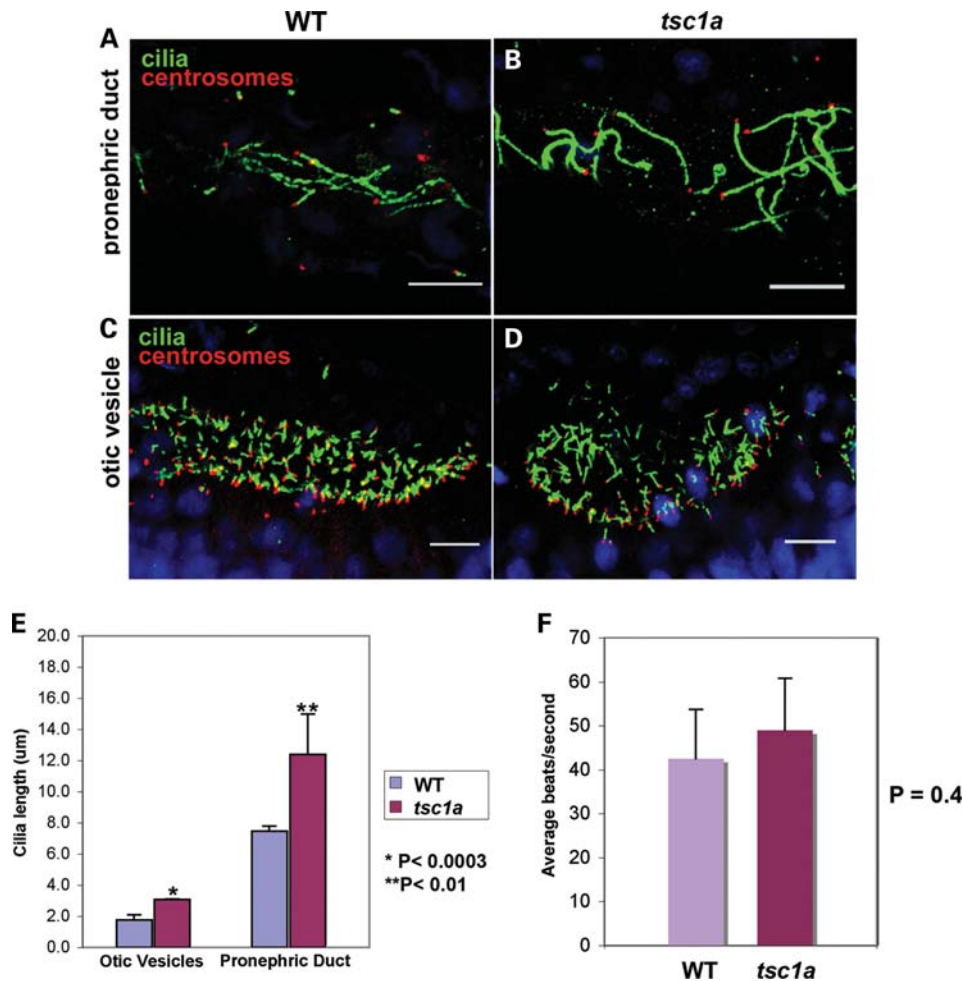 WT
tsc1a
A
B
cilia
centrosomes
pronephric duct
C
D
cilia
centrosomes
otic vesicle
E
20.0
18.0
16.0
14.0
12.0
10.0
8.0
6.0
4.0
2.0
0.0
Cilia length (um)
*
**
Otic Vesicles
Pronephric Duct
WT
tsc1a
* P< 0.0003
**P< 0.01
F
70
60
50
40
30
20
10
0
Average beats/second
WT
tsc1a
P = 0.4